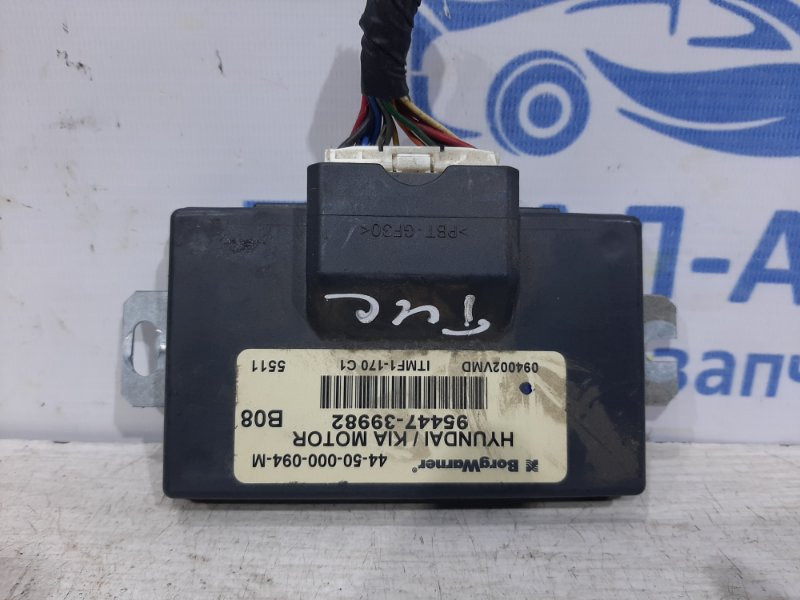 >PBT-GF30<
TUC
BorgWarner® 44-50-000-094-M
HYUNDAI / KIA MOTOR
95447-39982 B08
094002VMD ITMF1-170 C1 5511
Л-А
запч